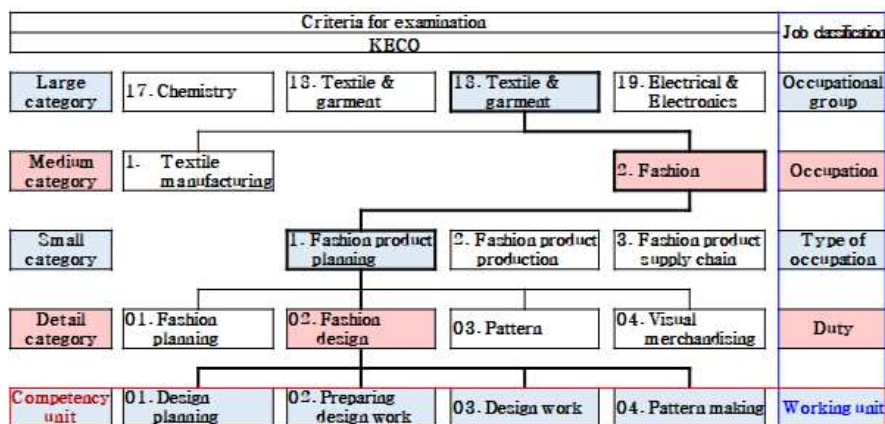 Criteria for examination
Job classification
KECO
Large category
17. Chemistry
18. Textile & garment
18. Textile & garment
19. Electrical & Electronics
Occupational group
Medium category
1. Textile manufacturing
2. Fashion
Occupation
Small category
1. Fashion product planning
2. Fashion product production
3. Fashion product supply chain
Type of occupation
Detail category
01. Fashion planning
02. Fashion design
03. Pattern
04. Visual merchandising
Duty
Competency unit
01. Design planning
02. Preparing design work
03. Design work
04. Pattern making
Working unit